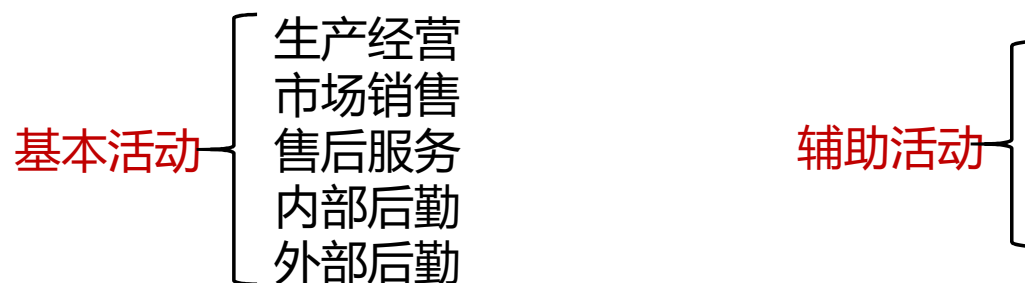 生产经营
市场销售
基本活动
售后服务
辅助活动
内部后勤
外部后勤